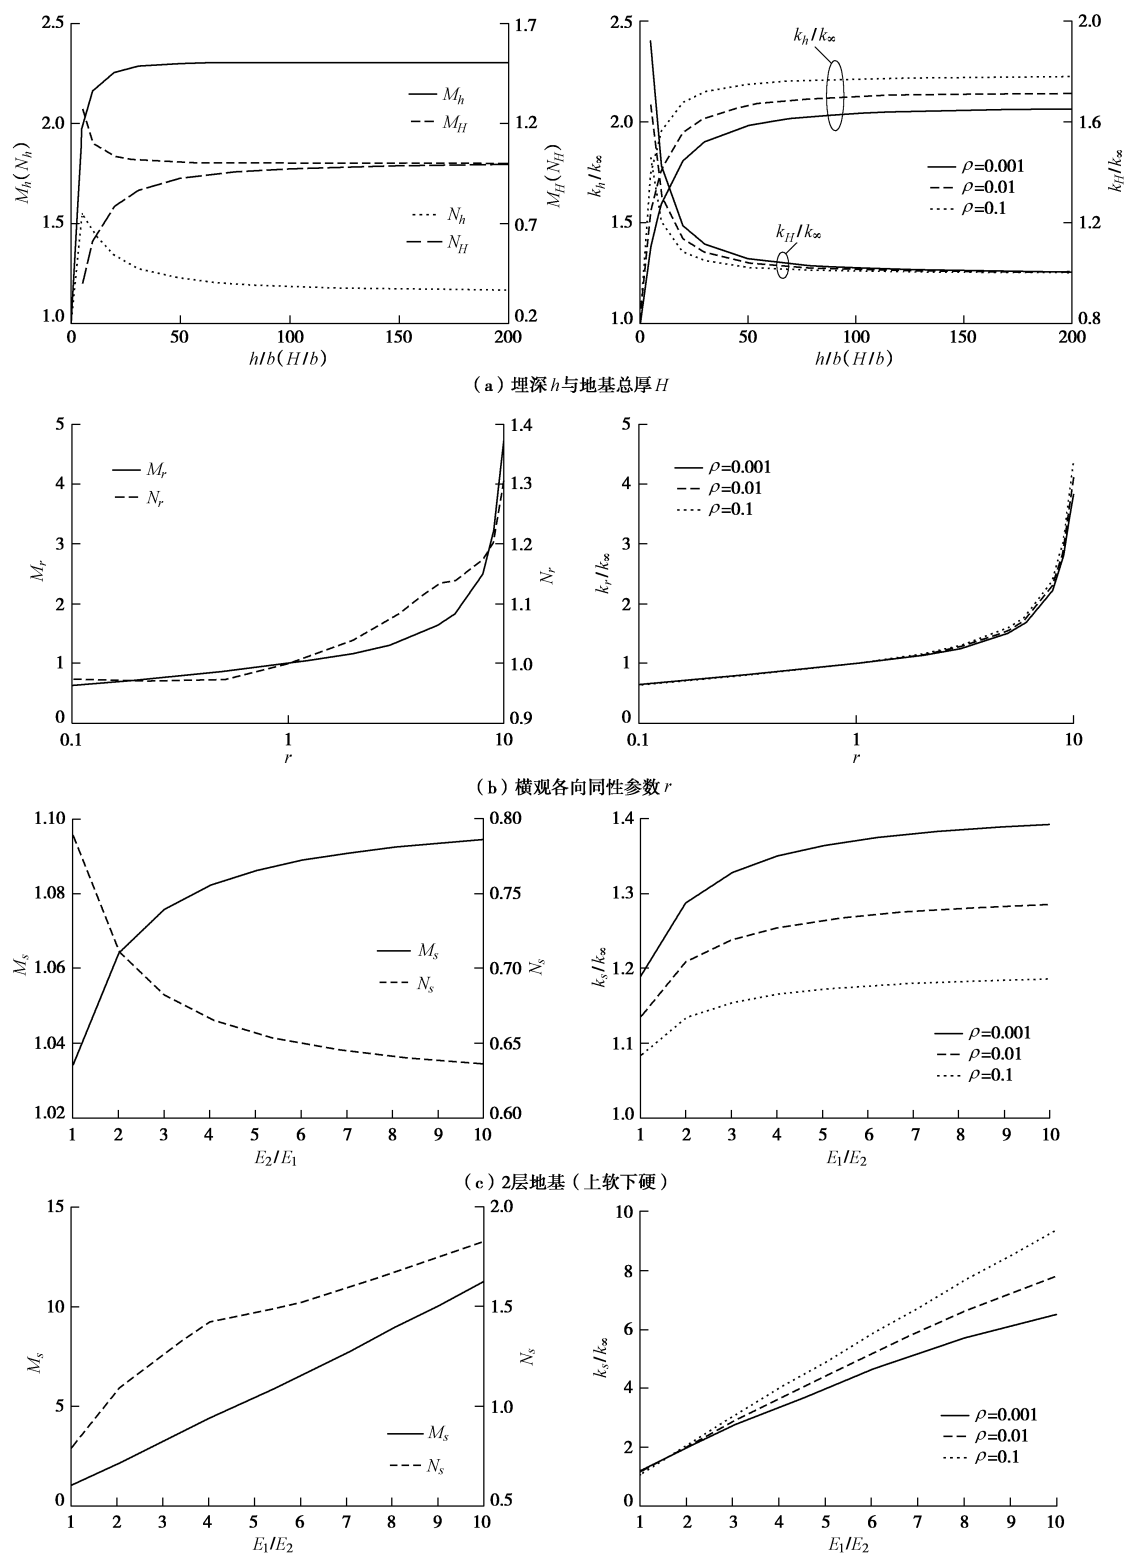 2.5
2.0
1.5
1.0
M_h(N_h)
1.7
1.2
0.7
0.2
M_H(N_H)
M_h
M_H
N_h
N_H
0 50 100 150 200
h/b(H/b)
2.5
2.0
1.5
1.0
k_h/k_∞
2.0
1.6
1.2
0.8
k_H/k_∞
k_h/k_∞
ρ=0.001
ρ=0.01
ρ=0.1
k_H/k_∞
0 50 100 150 200
h/b(H/b)
(a)埋深h与地基总厚H
5
4
3
2
1
0
M_r
1.4
1.3
1.2
1.1
1.0
0.9
N_r
M_r
N_r
0.1 1 10
r
5
4
3
2
1
0
k_r/k_∞
ρ=0.001
ρ=0.01
ρ=0.1
0.1 1 10
r
(b)横观各向同性参数r
1.10
1.08
1.06
1.04
1.02
M_s
0.80
0.75
0.70
0.65
0.60
N_s
M_s
N_s
1 2 3 4 5 6 7 8 9 10
E_2/E_1
1.4
1.3
1.2
1.1
1.0
k_s/k_∞
ρ=0.001
ρ=0.01
ρ=0.1
1 2 3 4 5 6 7 8 9 10
E_1/E_2
(c)2层地基(上软下硬)
15
10
5
0
M_s
2.0
1.5
1.0
0.5
N_s
M_s
N_s
1 2 3 4 5 6 7 8 9 10
E_1/E_2
10
8
6
4
2
0
k_s/k_∞
ρ=0.001
ρ=0.01
ρ=0.1
1 2 3 4 5 6 7 8 9 10
E_1/E_2